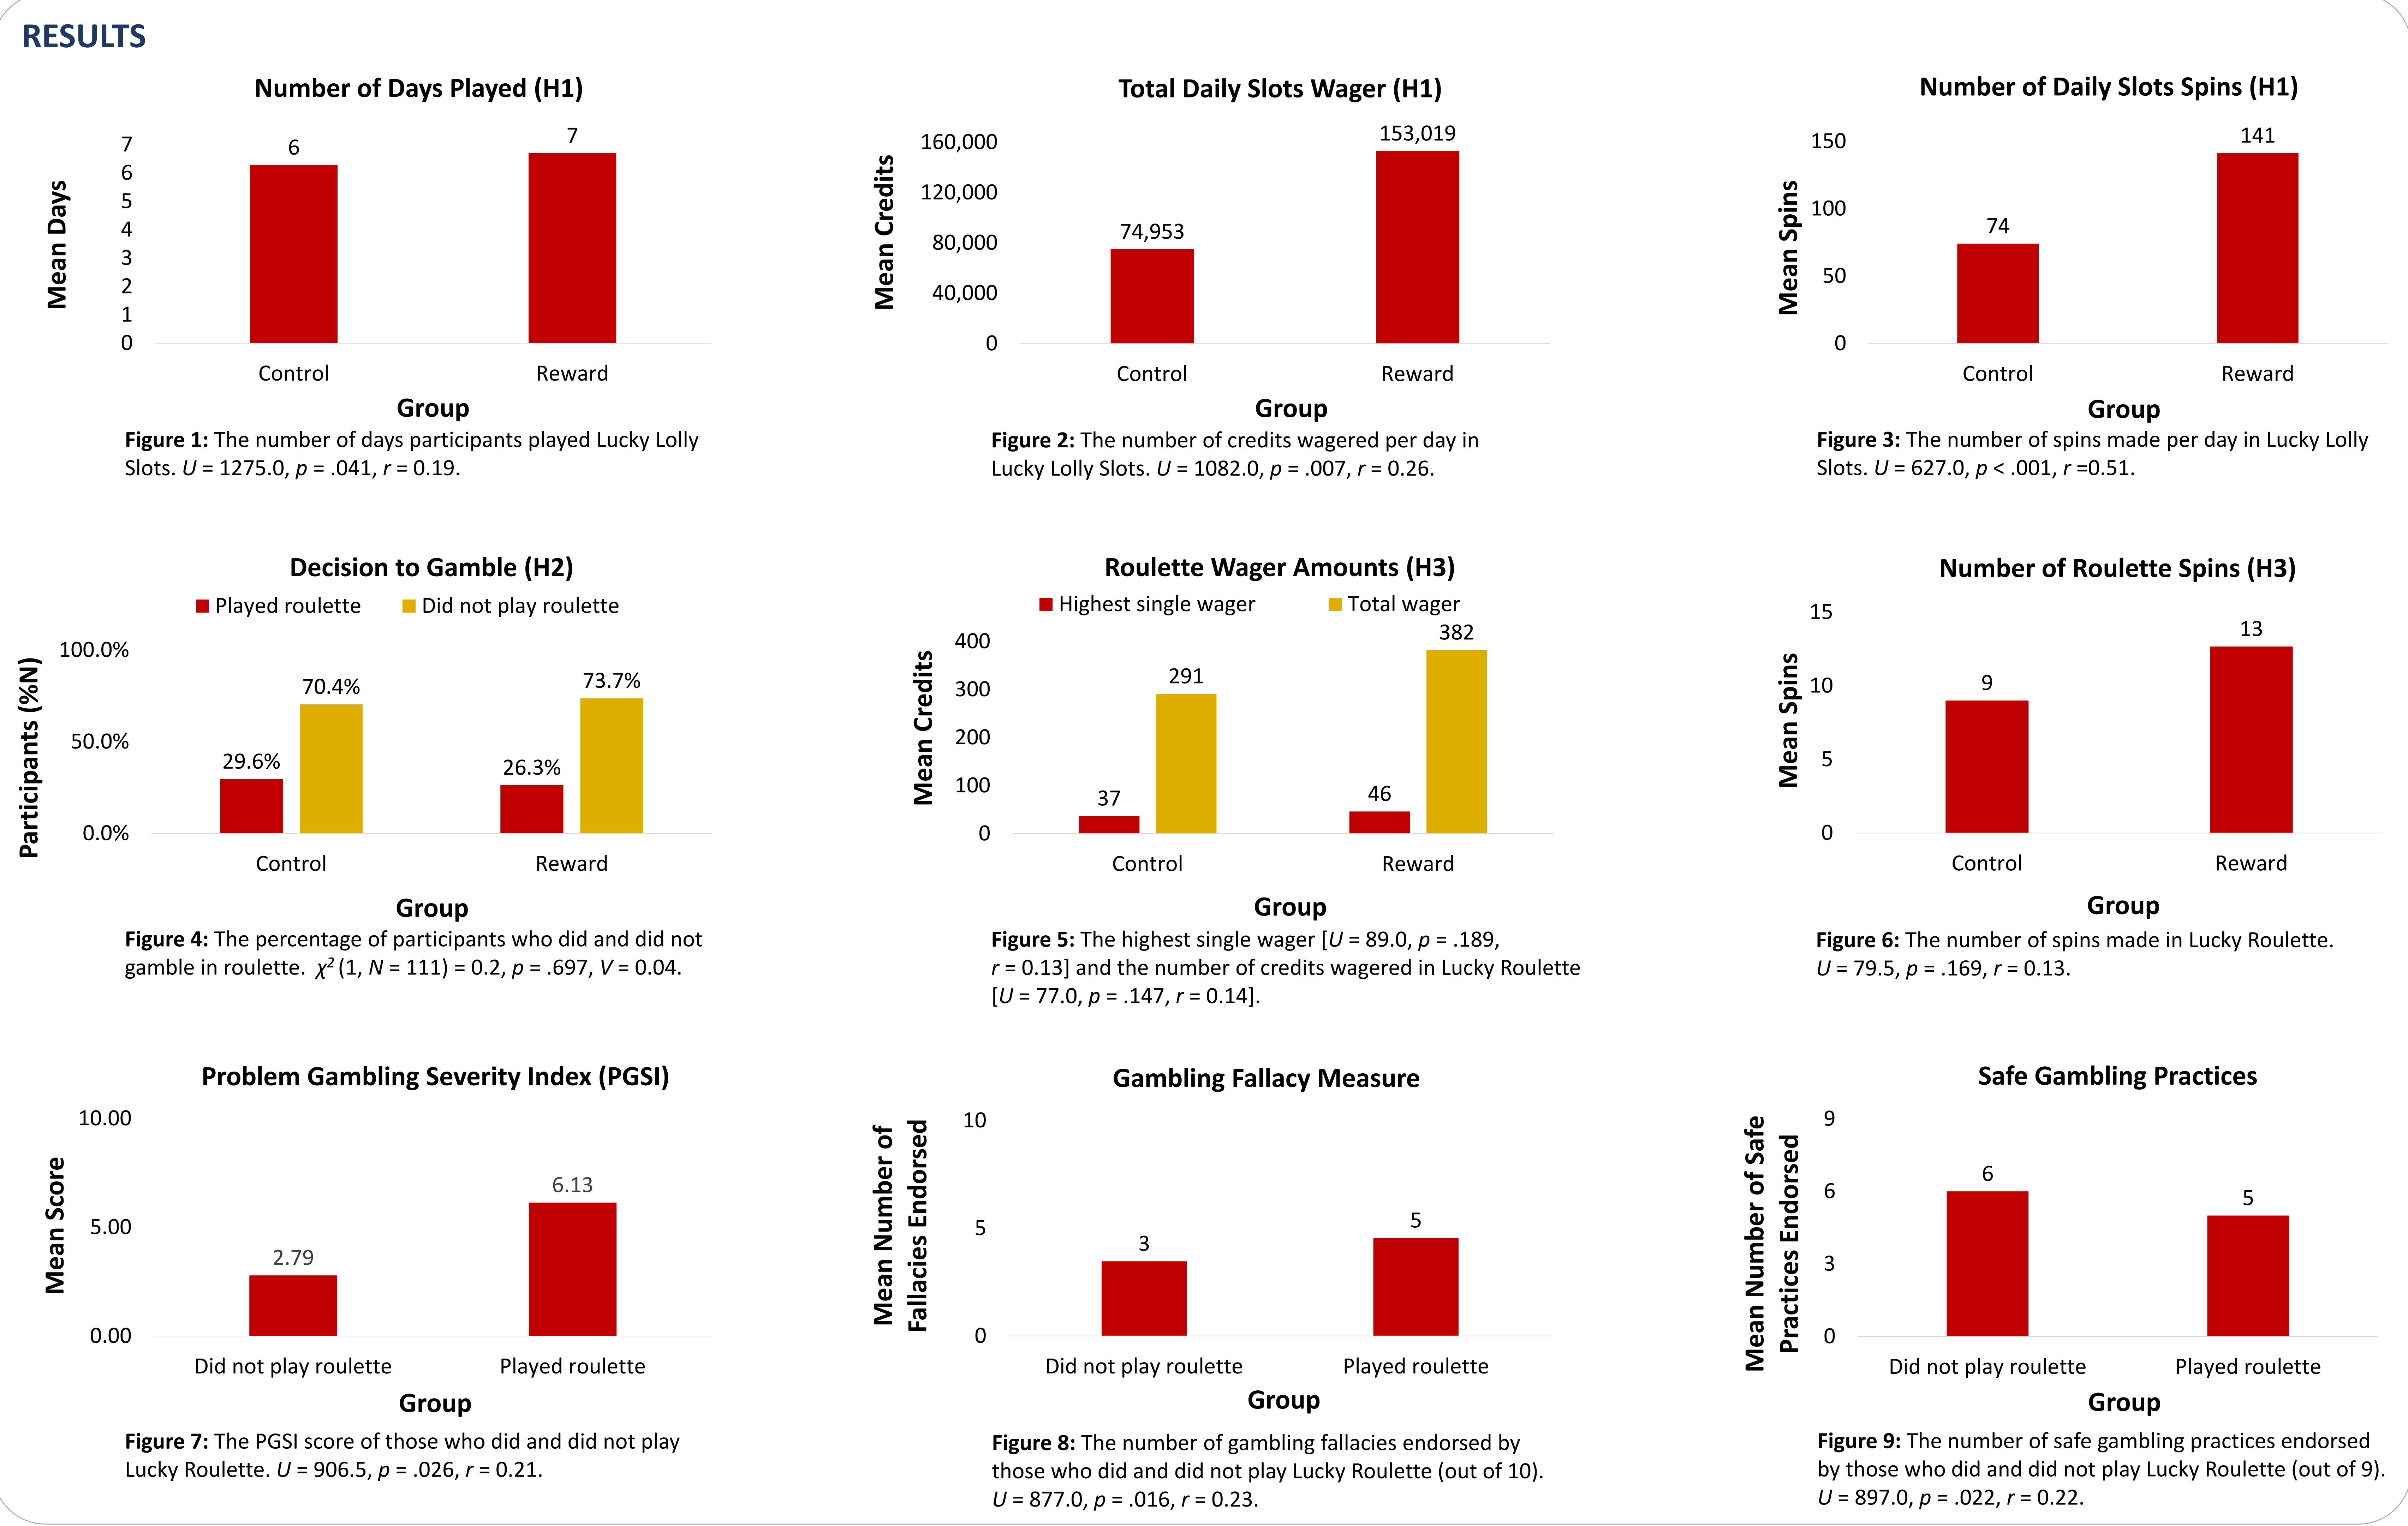 RESULTS
Number of Days Played (H1)
Mean Days
7
6
5
4
3
2
1
0
6
7
Control
Reward
Group
Figure 1: The number of days participants played Lucky Lolly
Slots. U = 1275.0, p = .041, r = 0.19.
Total Daily Slots Wager (H1)
Mean Credits
160,000
120,000
80,000
40,000
0
74,953
153,019
Control
Reward
Group
Figure 2: The number of credits wagered per day in
Lucky Lolly Slots. U = 1082.0, p = .007, r = 0.26.
Number of Daily Slots Spins (H1)
Mean Spins
150
100
50
0
74
141
Control
Reward
Group
Figure 3: The number of spins made per day in Lucky Lolly
Slots. U = 627.0, p < .001, r =0.51.
Decision to Gamble (H2)
Played roulette
Did not play roulette
Participants (%N)
100.0%
50.0%
0.0%
29.6%
70.4%
26.3%
73.7%
Control
Reward
Group
Figure 4: The percentage of participants who did and did not
gamble in roulette. χ² (1, N = 111) = 0.2, p = .697, V = 0.04.
Roulette Wager Amounts (H3)
Highest single wager
Total wager
Mean Credits
400
300
200
100
0
37
291
46
382
Control
Reward
Group
Figure 5: The highest single wager [U = 89.0, p = .189,
r = 0.13] and the number of credits wagered in Lucky Roulette
[U = 77.0, p = .147, r = 0.14].
Number of Roulette Spins (H3)
Mean Spins
15
10
5
0
9
13
Control
Reward
Group
Figure 6: The number of spins made in Lucky Roulette.
U = 79.5, p = .169, r = 0.13.
Problem Gambling Severity Index (PGSI)
Mean Score
10.00
5.00
0.00
2.79
6.13
Did not play roulette
Played roulette
Group
Figure 7: The PGSI score of those who did and did not play
Lucky Roulette. U = 906.5, p = .026, r = 0.21.
Gambling Fallacy Measure
Mean Number of
Fallacies Endorsed
10
5
0
3
5
Did not play roulette
Played roulette
Group
Figure 8: The number of gambling fallacies endorsed by
those who did and did not play Lucky Roulette (out of 10).
U = 877.0, p = .016, r = 0.23.
Safe Gambling Practices
Mean Number of Safe
Practices Endorsed
9
6
3
0
6
5
Did not play roulette
Played roulette
Group
Figure 9: The number of safe gambling practices endorsed
by those who did and did not play Lucky Roulette (out of 9).
U = 897.0, p = .022, r = 0.22.